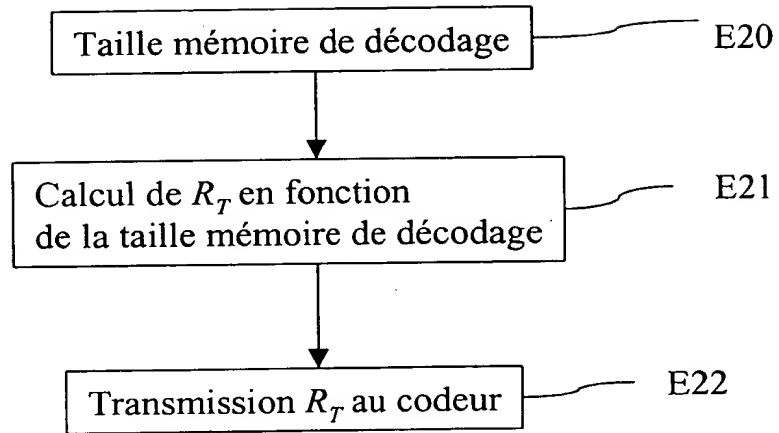 Taille mémoire de décodage
E20
Calcul de R_T en fonction
de la taille mémoire de décodage
E21
Transmission R_T au codeur
E22